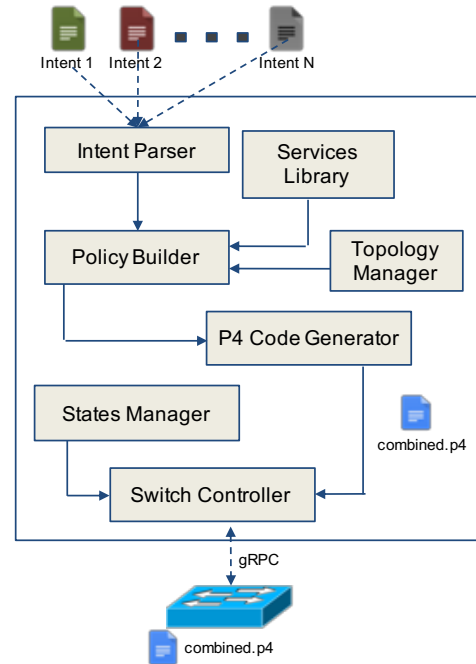 Intent 1
Intent 2
Intent N
Intent Parser
Services
Library
Policy Builder
Topology
Manager
P4 Code Generator
States Manager
combined.p4
Switch Controller
gRPC
combined.p4